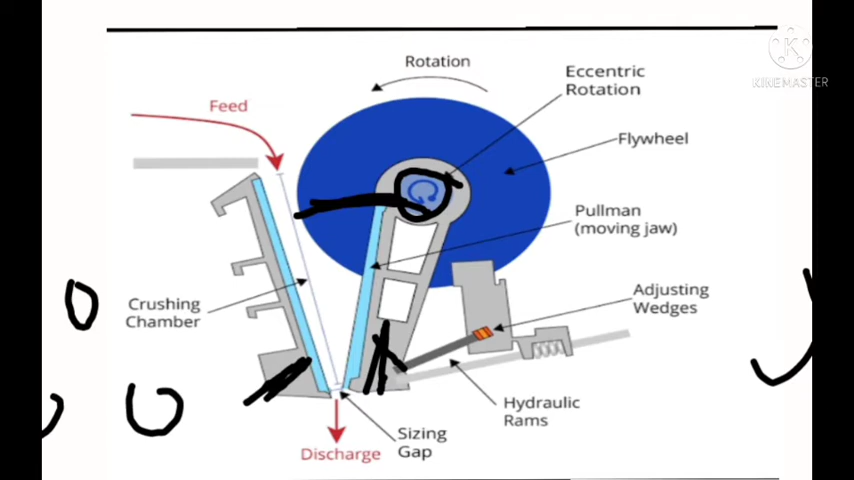 Rotation
Eccentric
Rotation
K
KINEMASTER
Feed
Flywheel
Pullman
(moving jaw)
Crushing
Chamber
Adjusting
Wedges
Hydraulic
Rams
Sizing
Gap
Discharge